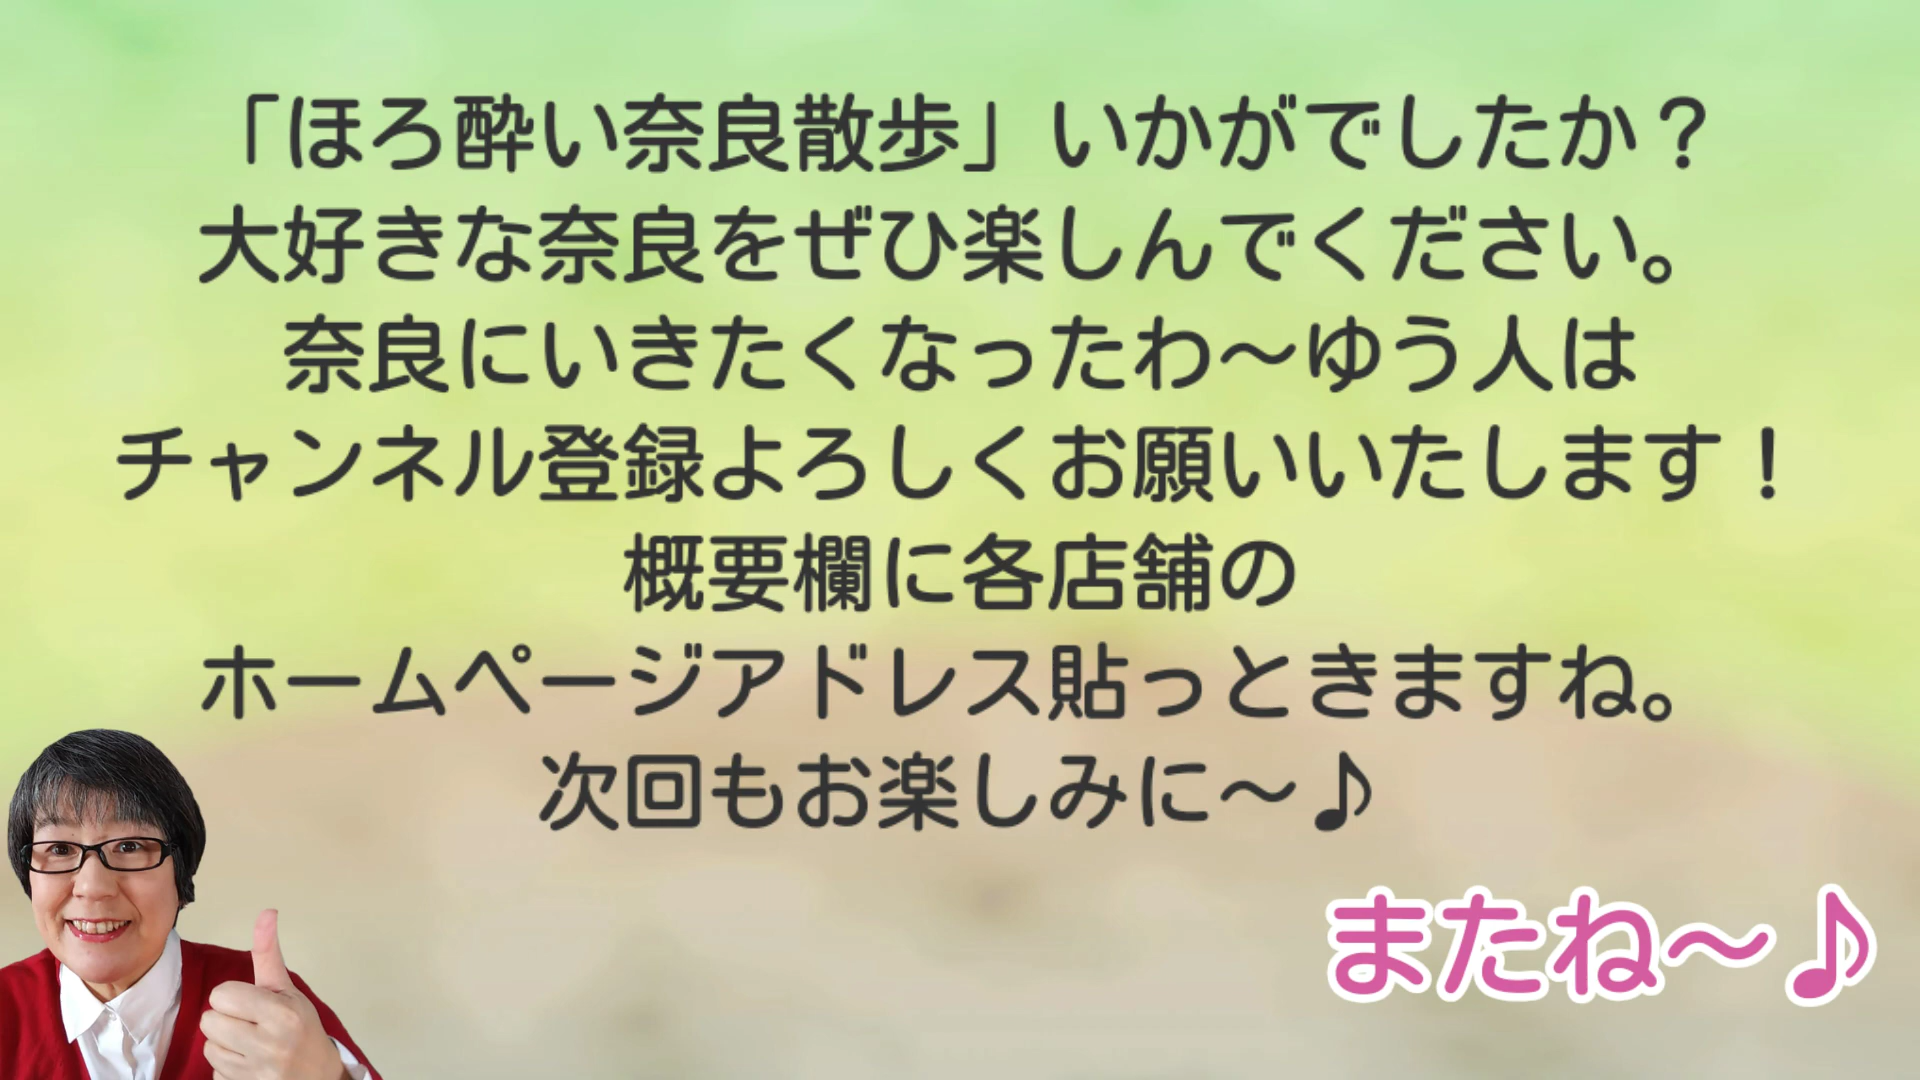 「ほろ酔い奈良散歩」いかがでしたか？
大好きな奈良をぜひ楽しんでください。
奈良にいきたくなったわ～ゆう人は
チャンネル登録よろしくお願いいたします！
概要欄に各店舗の
ホームページアドレス貼っときますね。
次回もお楽しみに～♪
またね～♪